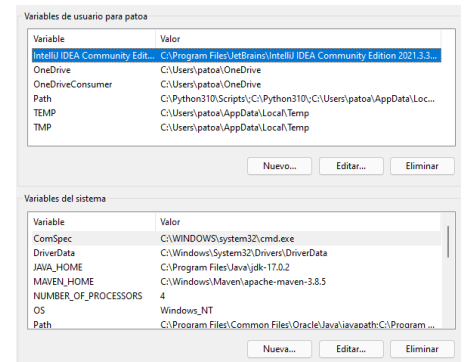 Variables de usuario para patoa
Variable Valor
IntelliJ IDEA Community Edit... C:\Program Files\JetBrains\IntelliJ IDEA Community Edition 2021.3.3...
OneDrive C:\Users\patoa\OneDrive
OneDriveConsumer C:\Users\patoa\OneDrive
Path C:\Python310\Scripts\;C:\Python310\;C:\Users\patoa\AppData\Loc...
TEMP C:\Users\patoa\AppData\Local\Temp
TMP C:\Users\patoa\AppData\Local\Temp
Nuevo... Editar... Eliminar
Variables del sistema
Variable Valor
ComSpec C:\WINDOWS\system32\cmd.exe
DriverData C:\Windows\System32\Drivers\DriverData
JAVA_HOME C:\Program Files\Java\jdk-17.0.2
MAVEN_HOME C:\Windows\Maven\apache-maven-3.8.5
NUMBER_OF_PROCESSORS 4
OS Windows_NT
Path C:\Program Files\Common Files\Oracle\Java\javapath;C:\Program ...
Nueva... Editar... Eliminar